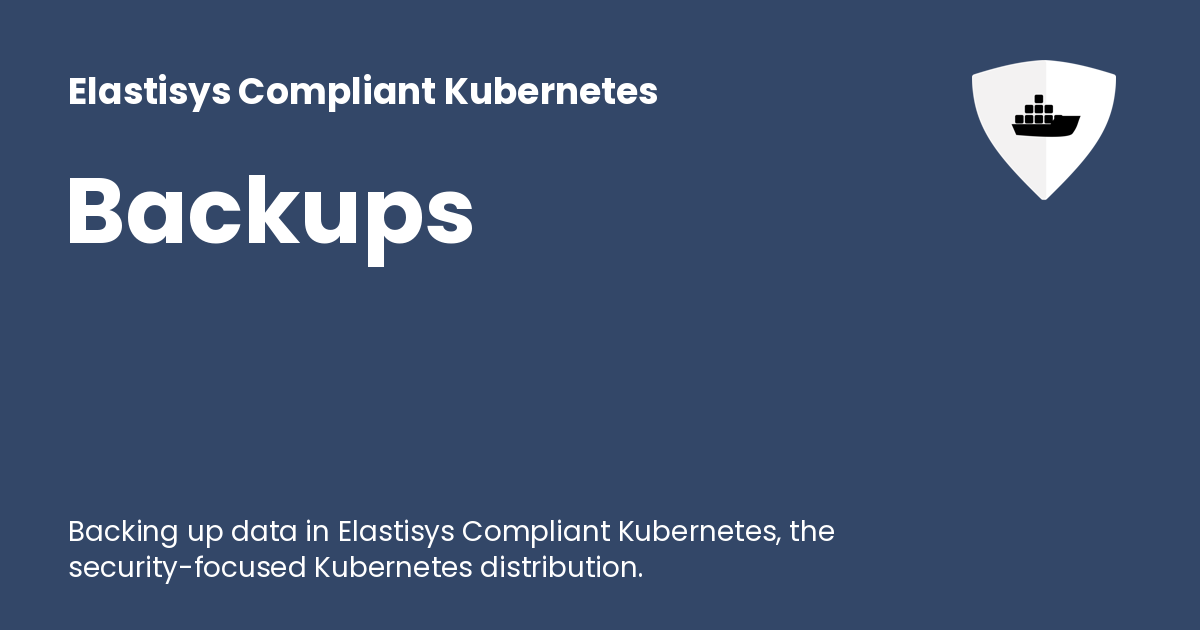 Elastisys Compliant Kubernetes
Backups
Backing up data in Elastisys Compliant Kubernetes, the
security-focused Kubernetes distribution.